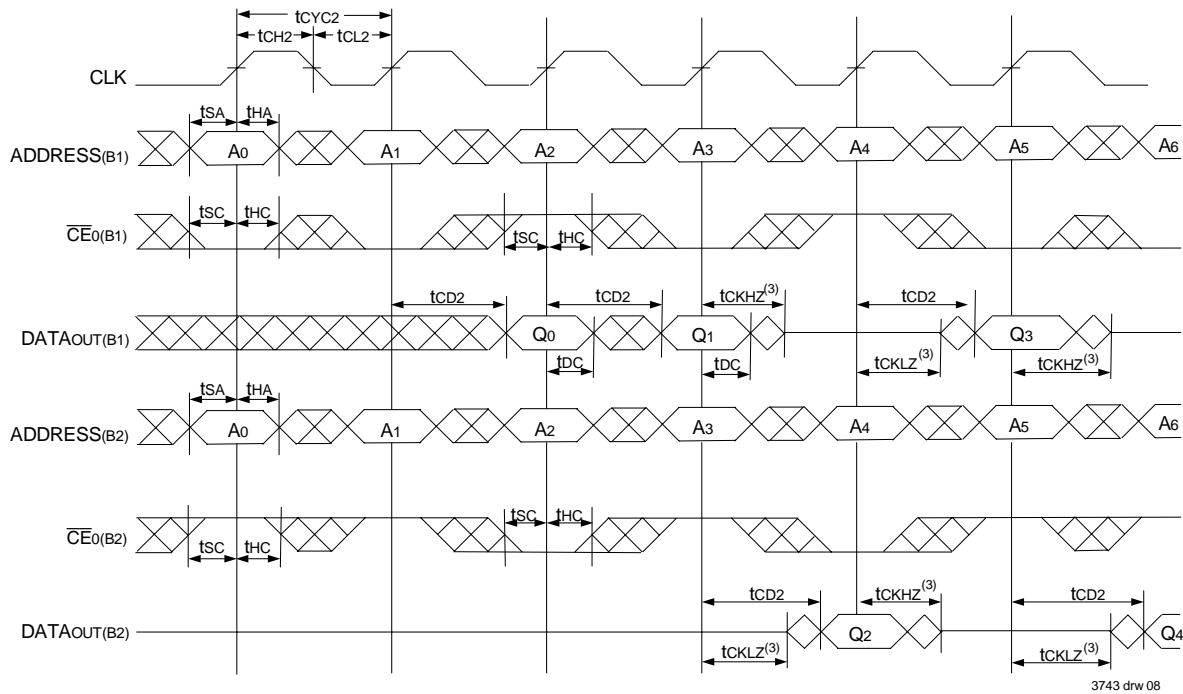 tCYC2
tCH2 tCL2
CLK
tSA tHA
ADDRESS(B1) A0 A1 A2 A3 A4 A5 A6
tSC tHC
CE0(B1)
tSC tHC
tCD2 tCD2 tCKHZ(3) tCD2
DATAOUT(B1) Q0 Q1 Q3
tDC tDC tCKLZ(3) tCKHZ(3)
tSA tHA
ADDRESS(B2) A0 A1 A2 A3 A4 A5 A6
tSC tHC
CE0(B2)
tSC tHC
tCD2 tCKHZ(3) tCD2
DATAOUT(B2) Q2 Q4
tCKLZ(3) tCKLZ(3)
3743 drw 08